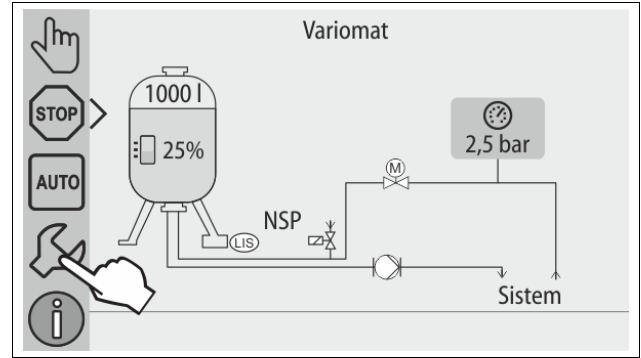 Variomat
STOP
AUTO
1000 l
25%
LIS
NSP
M
2,5 bar
Sistem
i